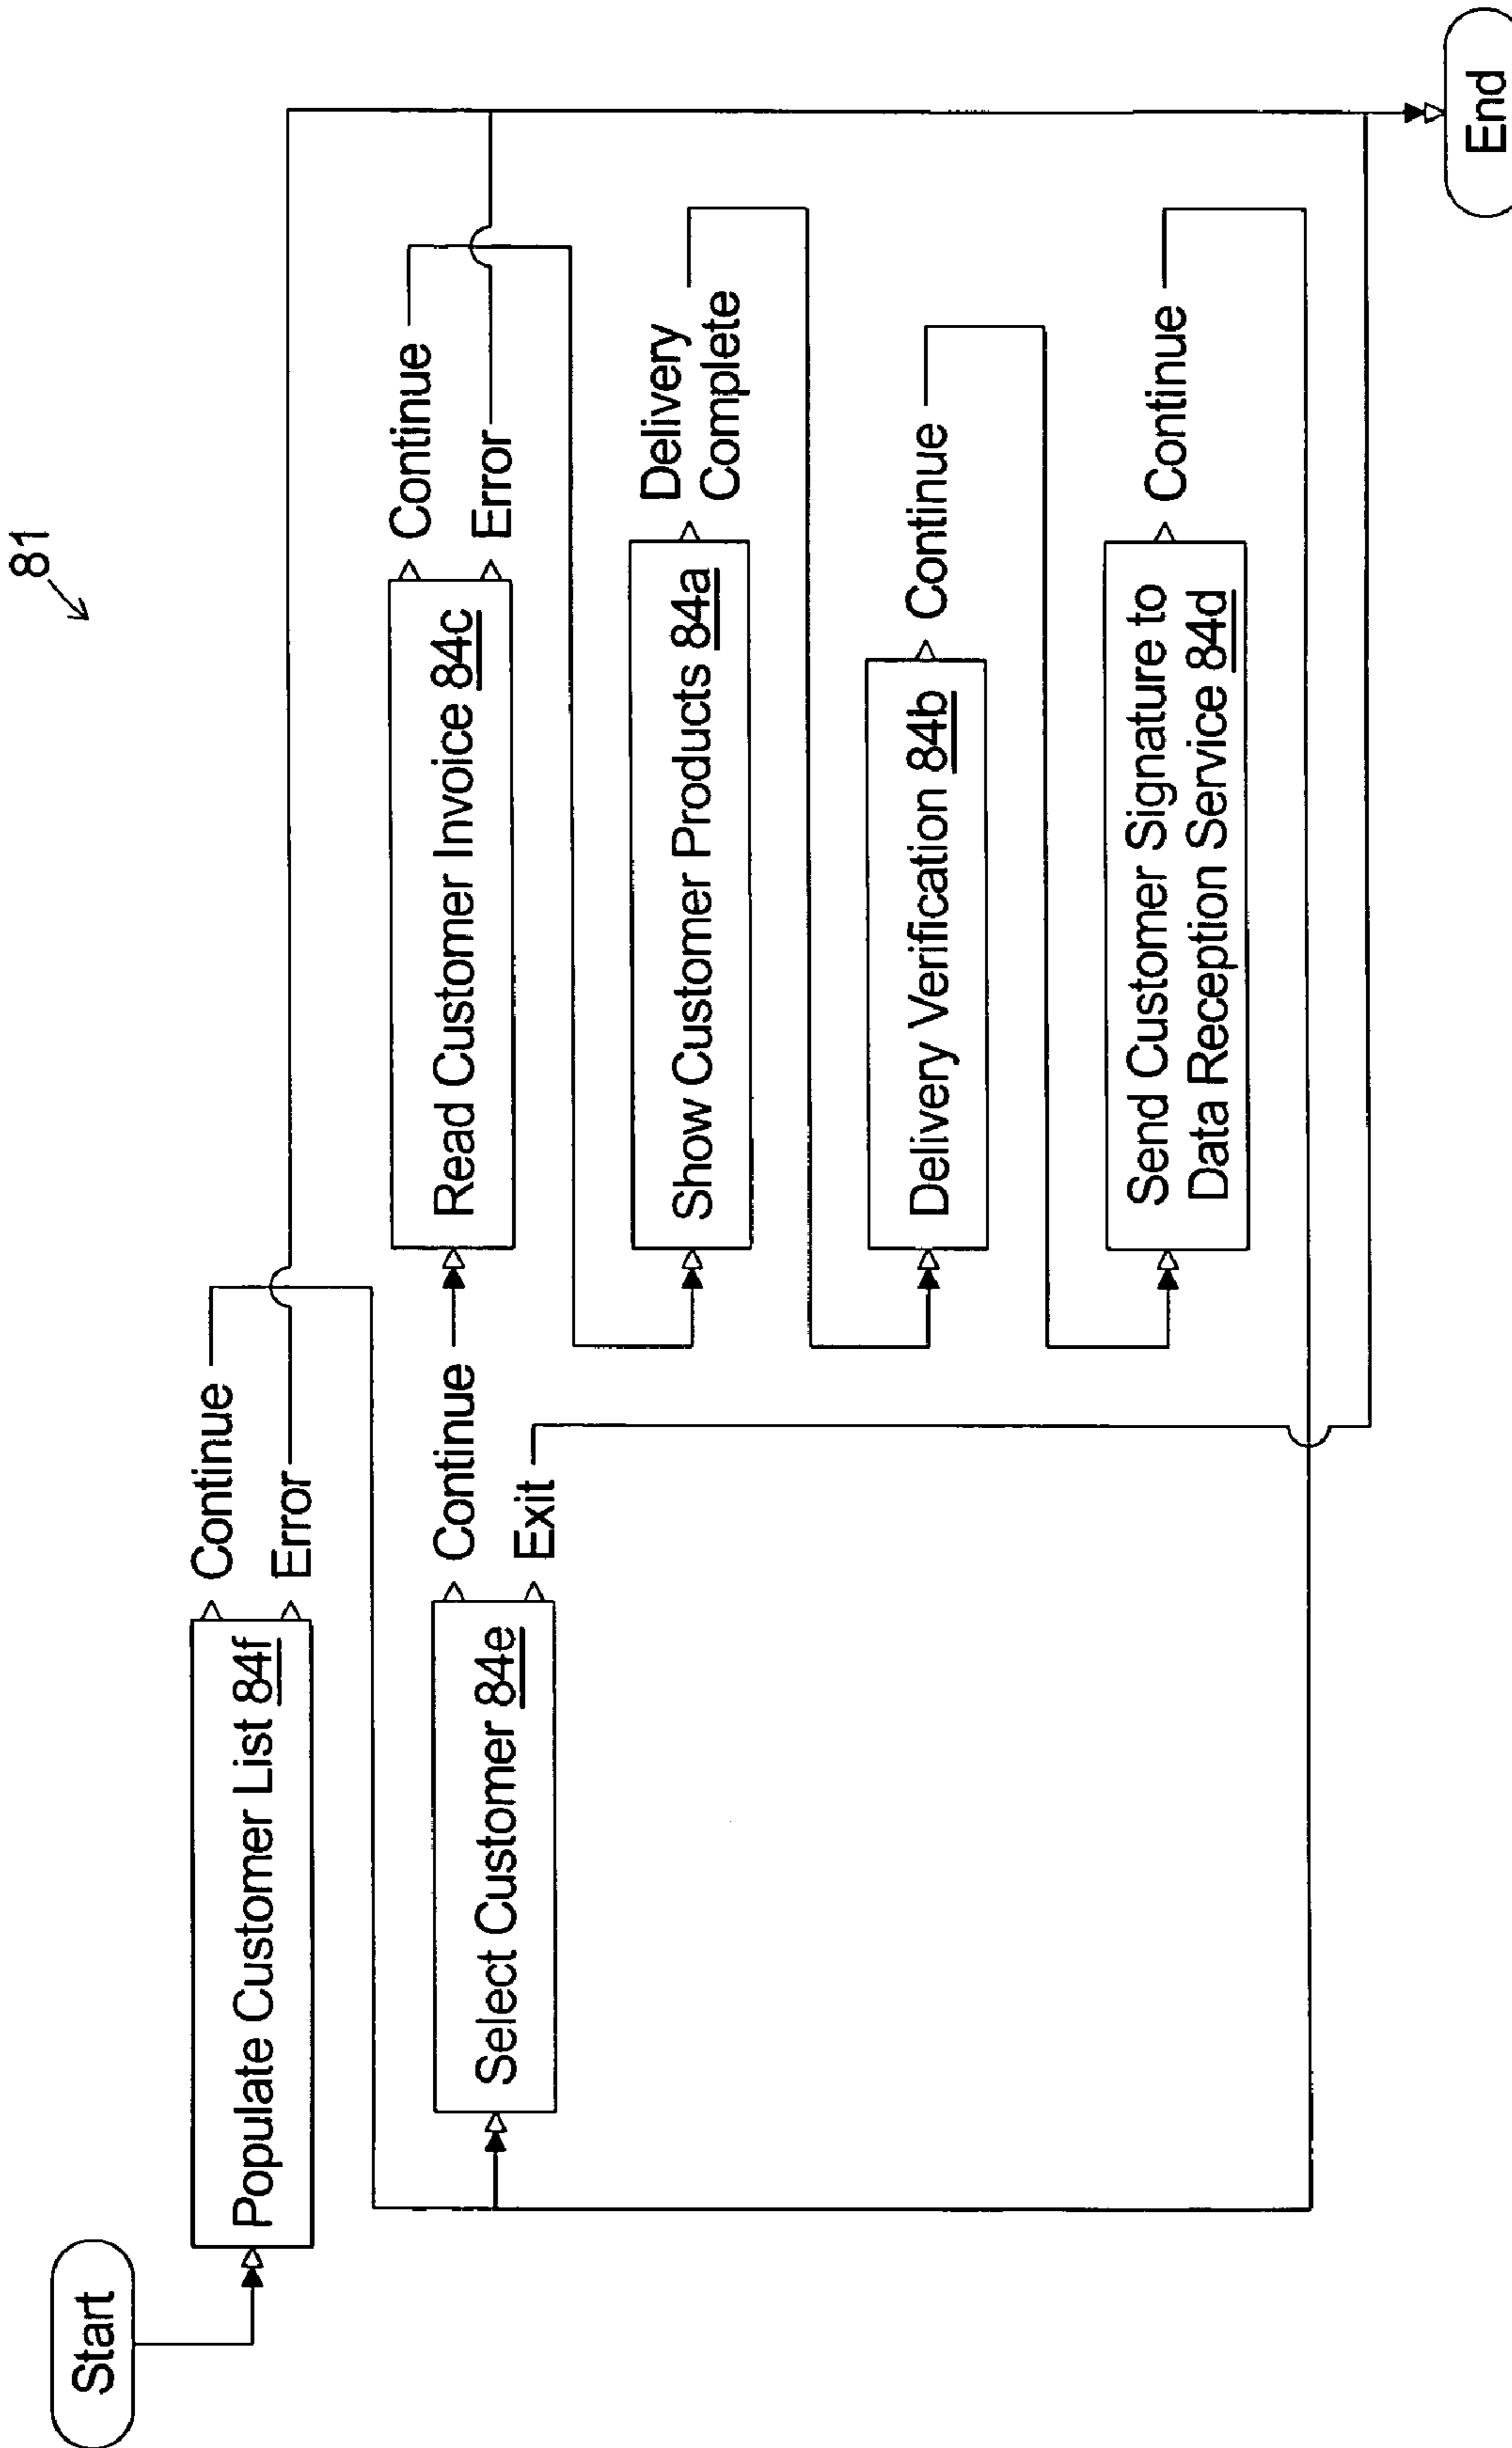 81
Start
Populate Customer List 84f
Continue
Error
Select Customer 84e
Continue
Exit
Read Customer Invoice 84c
Continue
Error
Show Customer Products 84a
Delivery
Complete
Delivery Verification 84b
Continue
Send Customer Signature to
Data Reception Service 84d
Continue
End